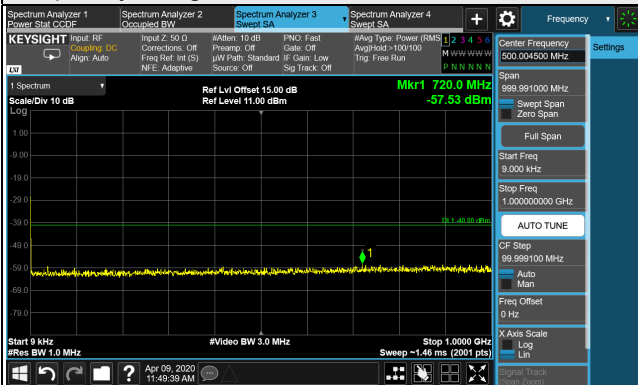 Spectrum Analyzer 1
Power Stat CCDF
Spectrum Analyzer 2
Occupied BW
Spectrum Analyzer 3
Swept SA
Spectrum Analyzer 4
Swept SA
+
Frequency
KEYSIGHT
LXI
Input: RF
Coupling: DC
Align: Auto
Input Z: 50 Ω
Corrections: Off
Freq Ref: Int (S)
NFE: Adaptive
#Atten: 10 dB
Preamp: Off
µW Path: Standard
Source: Off
PNO: Fast
Gate: Off
IF Gain: Low
Sig Track: Off
#Avg Type: Power (RMS
Avg|Hold:>100/100
Trig: Free Run
1 2 3 4 5 6
M W W W W W
P N N N N N
Center Frequency
500.004500 MHz
Settings
Span
999.991000 MHz
Swept Span
Zero Span
Full Span
Start Freq
9.000 kHz
Stop Freq
1.000000000 GHz
AUTO TUNE
CF Step
99.999100 MHz
Auto
Man
Freq Offset
0 Hz
X Axis Scale
Log
Lin
Signal Track
(Span Zoom)
1 Spectrum
Scale/Div 10 dB
Log
Ref Lvl Offset 15.00 dB
Ref Level 11.00 dBm
Mkr1 720.0 MHz
-57.53 dBm
1.00
-9.00
-19.0
-29.0
-39.0
-49.0
-59.0
-69.0
-79.0
DL1 -40.00 dBm
1
Start 9 kHz
#Res BW 1.0 MHz
#Video BW 3.0 MHz
Stop 1.0000 GHz
Sweep ~1.46 ms (2001 pts)
?
Apr 09, 2020
11:49:39 AM